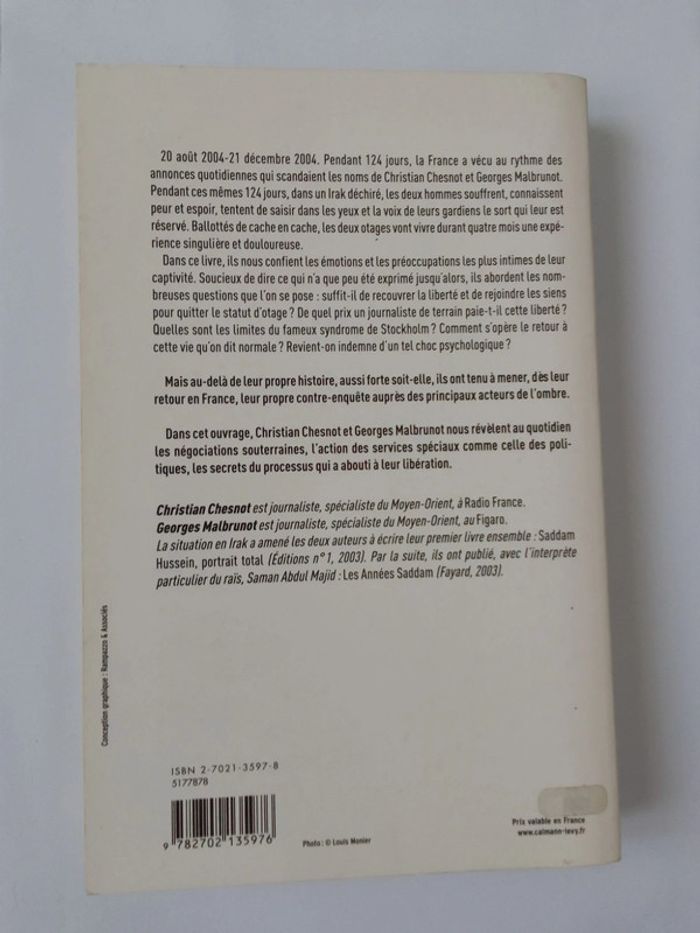 20 août 2004-21 décembre 2004. Pendant 124 jours, la France a vécu au rythme des
annonces quotidiennes qui scandaient les noms de Christian Chesnot et Georges Malbrunot.
Pendant ces mêmes 124 jours, dans un Irak déchiré, les deux hommes souffrent, connaissent
peur et espoir, tentent de saisir dans les yeux et la voix de leurs gardiens le sort qui leur est
réservé. Ballottés de cache en cache, les deux otages vont vivre durant quatre mois une expé-
rience singulière et douloureuse.
Dans ce livre, ils nous confient les émotions et les préoccupations les plus intimes de leur
captivité. Soucieux de dire ce qui n'a que peu été exprimé jusqu'alors, ils abordent les nom-
breuses questions que l'on se pose : suffit-il de recouvrer la liberté et de rejoindre les siens
pour quitter le statut d'otage ? De quel prix un journaliste de terrain paie-t-il cette liberté ?
Quelles sont les limites du fameux syndrome de Stockholm ? Comment s'opère le retour à
cette vie qu'on dit normale ? Revient-on indemne d'un tel choc psychologique ?
Mais au-delà de leur propre histoire, aussi forte soit-elle, ils ont tenu à mener, dès leur
retour en France, leur propre contre-enquête auprès des principaux acteurs de l'ombre.
Dans cet ouvrage, Christian Chesnot et Georges Malbrunot nous révèlent au quotidien
les négociations souterraines, l'action des services spéciaux comme celle des poli-
tiques, les secrets du processus qui a abouti à leur libération.
Christian Chesnot est journaliste, spécialiste du Moyen-Orient, à Radio France.
Georges Malbrunot est journaliste, spécialiste du Moyen-Orient, au Figaro.
La situation en Irak a amené les deux auteurs à écrire leur premier livre ensemble : Saddam
Hussein, portrait total (Éditions n°1, 2003). Par la suite, ils ont publié, avec l'interprète
particulier du raïs, Saman Abdul Majid : Les Années Saddam (Fayard, 2003).
Conception graphique : Rampazzo & Associés
ISBN 2-7021-3597-8
5177878
9 782702 135976
Photo : © Louis Monier
Prix valable en France
www.calmann-levy.fr